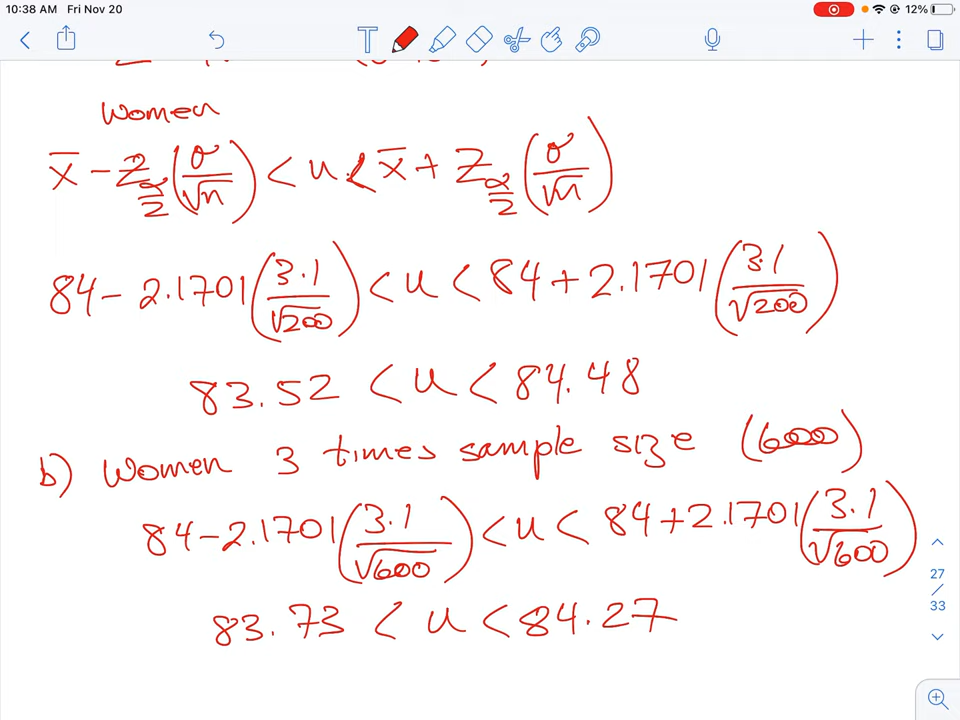 10:38 AM Fri Nov 20 12%
T
Women
x̄ − Z_{α/2} (σ/√n) < u < x̄ + Z_{α/2} (σ/√n)
84 − 2.1701 (3.1/√200) < u < 84 + 2.1701 (3.1/√200)
83.52 < u < 84.48
b) Women 3 times sample size (600)
84 − 2.1701 (3.1/√600) < u < 84 + 2.1701 (3.1/√600)
83.73 < u < 84.27
27
/
33